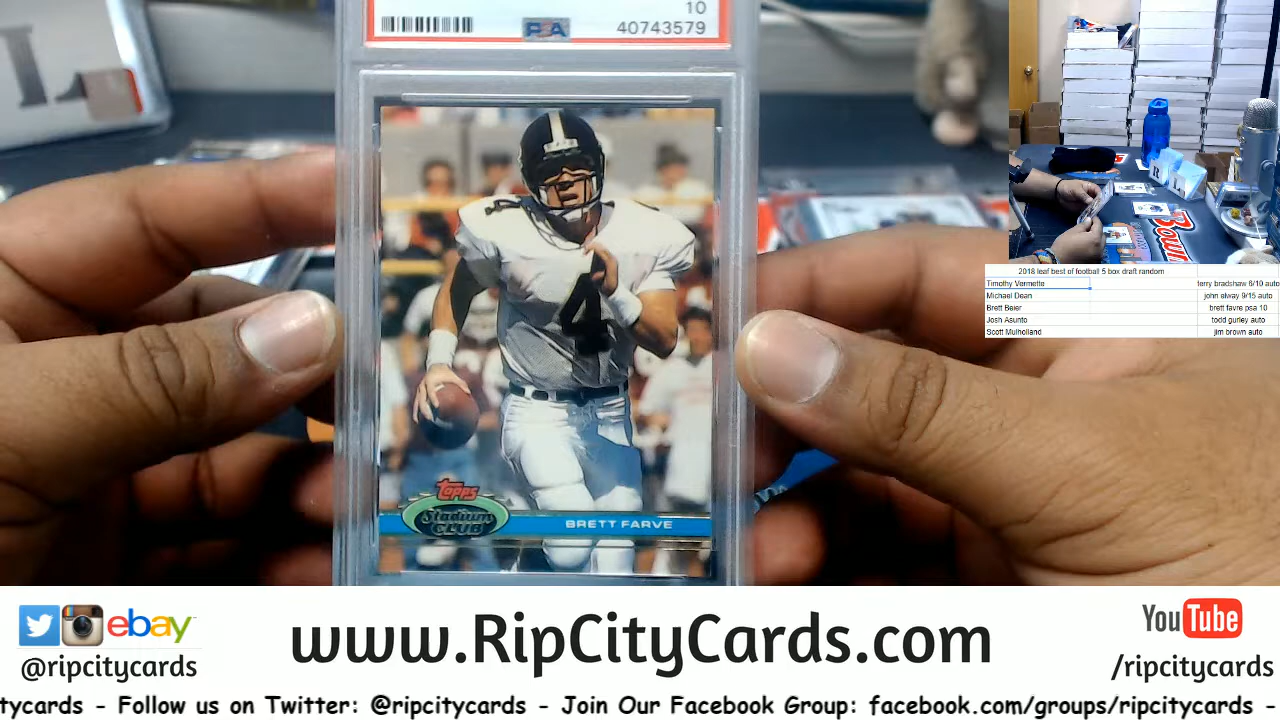 10
PSA
40743579
4
Topps
Stadium
CLUB
BRETT FARVE
R L
Bowm
2018 leaf best of football 5 box draft random
Timothy Vermette terry bradshaw 6/10 auto
Michael Dean john elway 9/15 auto
Brett Beier brett favre psa 10
Josh Asunto todd gurley auto
Scott Mulholland jim brown auto
ebay
@ripcitycards
www.RipCityCards.com
YouTube
/ripcitycards
tycards - Follow us on Twitter: @ripcitycards - Join Our Facebook Group: facebook.com/groups/ripcitycards -